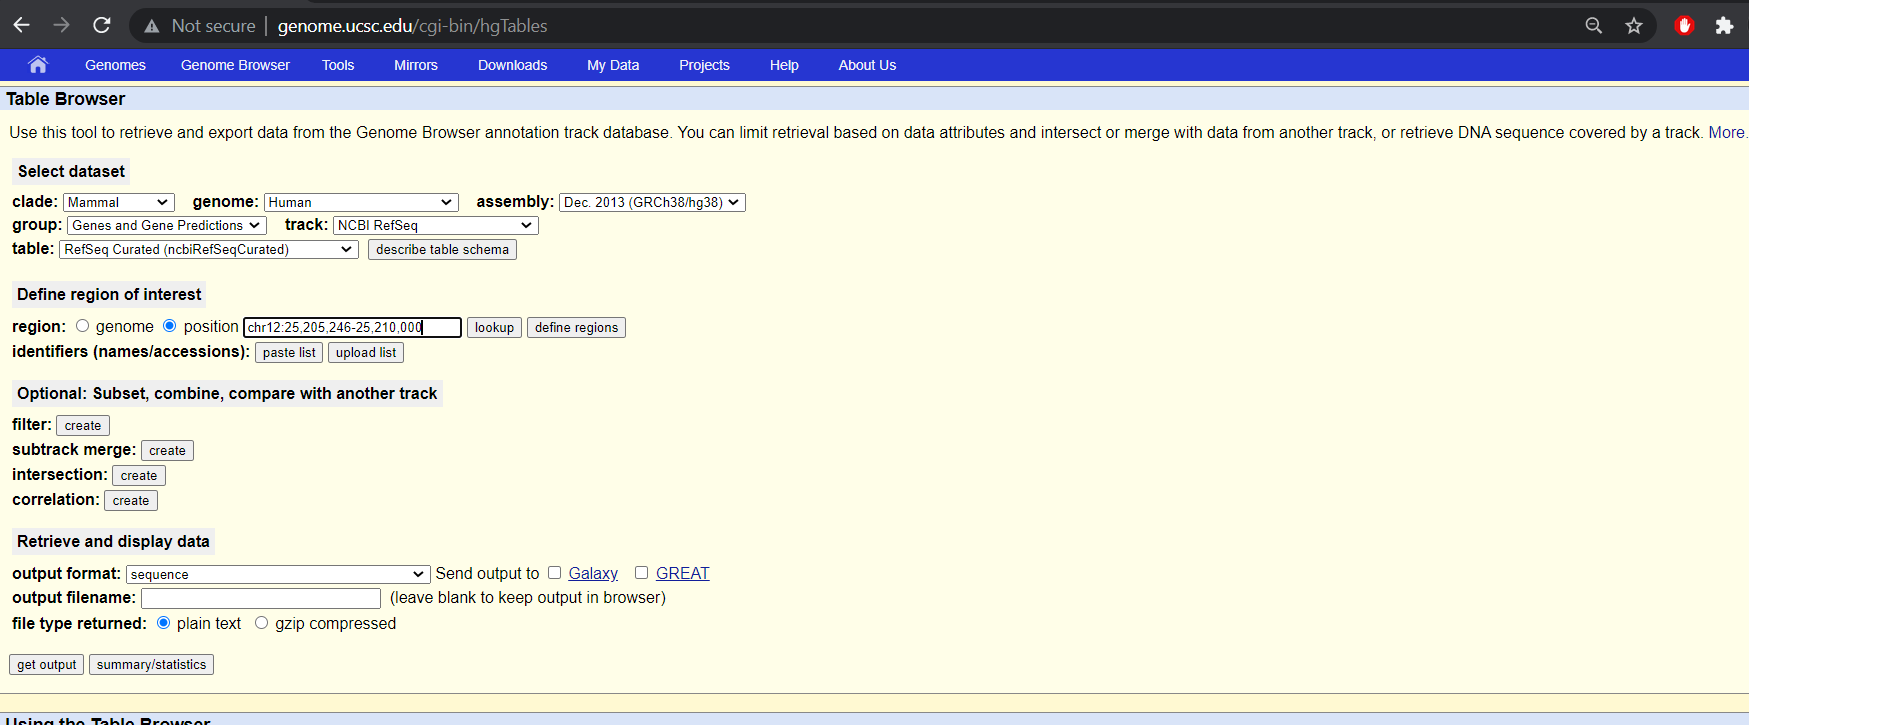 Not secure | genome.ucsc.edu/cgi-bin/hgTables
Genomes Genome Browser Tools Mirrors Downloads My Data Projects Help About Us
Table Browser
Use this tool to retrieve and export data from the Genome Browser annotation track database. You can limit retrieval based on data attributes and intersect or merge with data from another track, or retrieve DNA sequence covered by a track. More.
Select dataset
clade: Mammal genome: Human assembly: Dec. 2013 (GRCh38/hg38)
group: Genes and Gene Predictions track: NCBI RefSeq
table: RefSeq Curated (ncbiRefSeqCurated) describe table schema
Define region of interest
region: genome position chr12:25,205,246-25,210,000 lookup define regions
identifiers (names/accessions): paste list upload list
Optional: Subset, combine, compare with another track
filter: create
subtrack merge: create
intersection: create
correlation: create
Retrieve and display data
output format: sequence Send output to Galaxy GREAT
output filename: (leave blank to keep output in browser)
file type returned: plain text gzip compressed
get output summary/statistics
Using the Table Browser